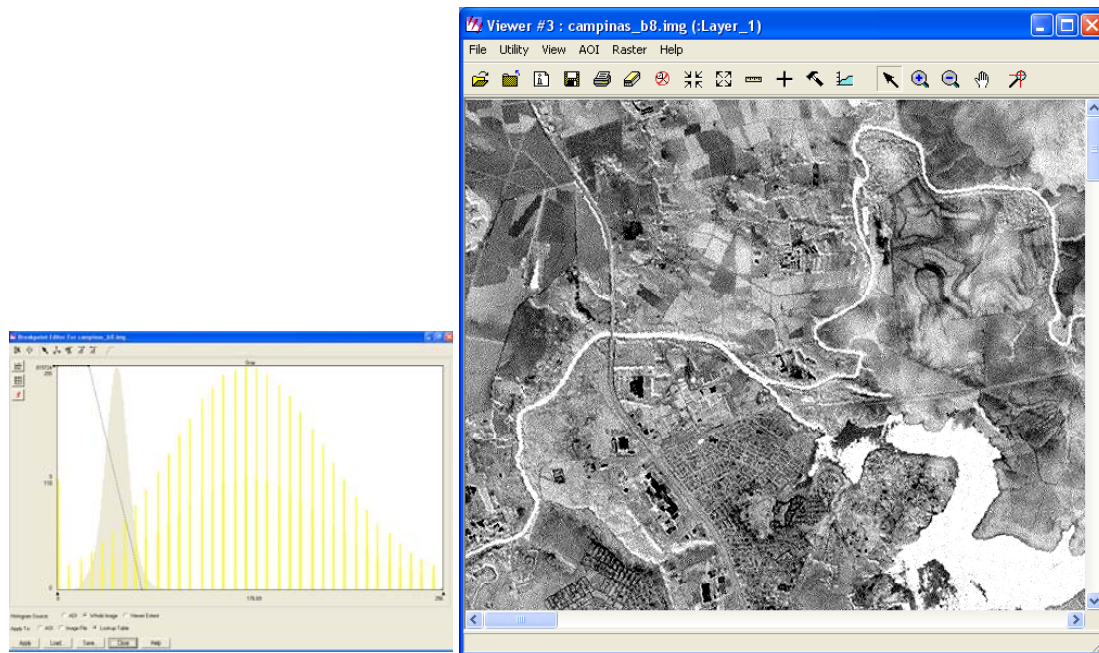 Viewer #3 : campinas_b8.img (:Layer_1)
File Utility View AOI Raster Help
Breakpoint Editor For campinas_b8.img
Gray
255
0
0
255
Histogram Source: AOI Whole Image Viewer Extent
Apply To: AOI Image File Lookup Table
Apply Load... Save... Close Help